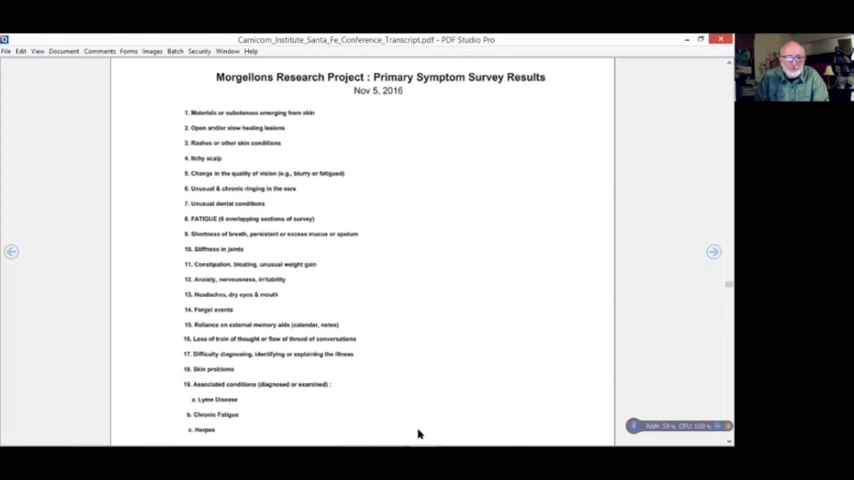 Carnicom_Institute_Santa_Fe_Conference_Transcript.pdf - PDF Studio Pro
File Edit View Document Comments Forms Images Batch Security Window Help
Morgellons Research Project : Primary Symptom Survey Results
Nov 5, 2016
1. Materials or substances emerging from skin
2. Open and/or slow healing lesions
3. Rashes or other skin conditions
4. Itchy scalp
5. Change in the quality of vision (e.g., blurry or fatigued)
6. Unusual & chronic ringing in the ears
7. Unusual dental conditions
8. FATIGUE (6 overlapping sections of survey)
9. Shortness of breath, persistent or excess mucus or sputum
10. Stiffness in joints
11. Constipation, bloating, unusual weight gain
12. Anxiety, nervousness, irritability
13. Headaches, dry eyes & mouth
14. Forget events
15. Reliance on external memory aids (calendar, notes)
16. Loss of train of thought or flow of thread of conversations
17. Difficulty diagnosing, identifying or explaining the illness
18. Skin problems
19. Associated conditions (diagnosed or examined) :
a. Lyme Disease
b. Chronic Fatigue
c. Herpes
RAM: 59% CPU: 100%